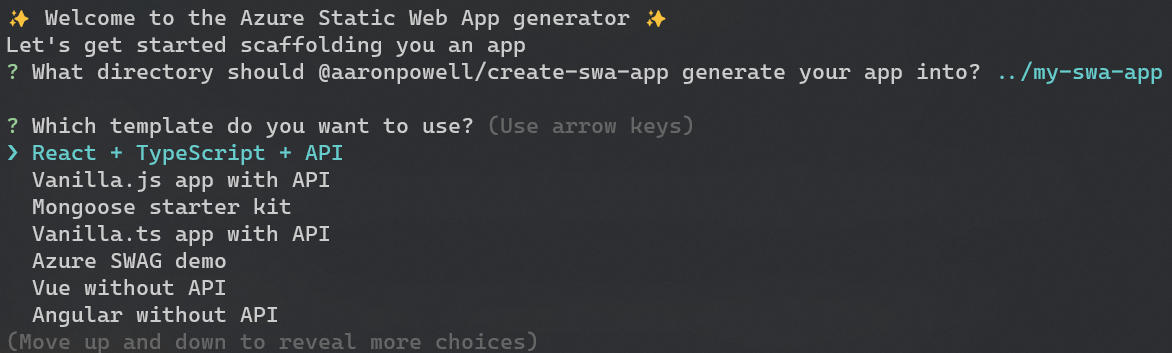 ✨ Welcome to the Azure Static Web App generator ✨
Let's get started scaffolding you an app
? What directory should @aaronpowell/create-swa-app generate your app into? ../my-swa-app
? Which template do you want to use? (Use arrow keys)
❯ React + TypeScript + API
Vanilla.js app with API
Mongoose starter kit
Vanilla.ts app with API
Azure SWAG demo
Vue without API
Angular without API
(Move up and down to reveal more choices)